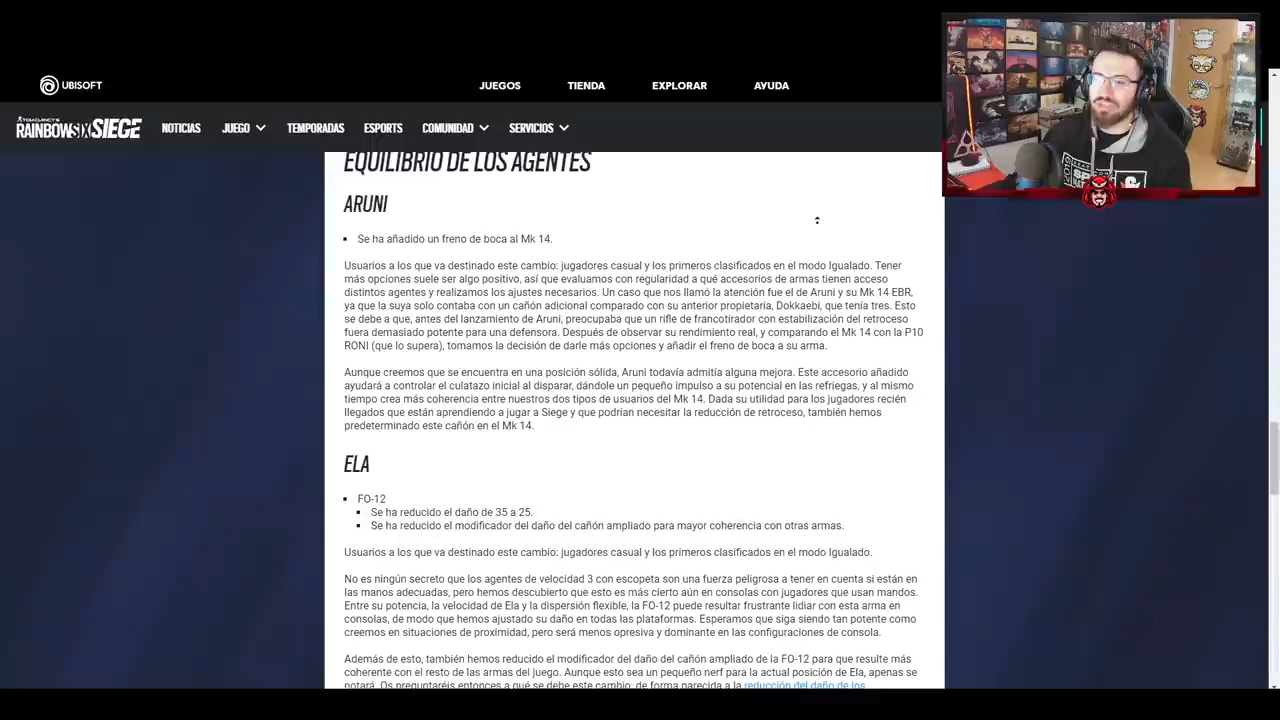 UBISOFT
JUEGOS
TIENDA
EXPLORAR
AYUDA
TOM CLANCY'S
RAINBOWSIX SIEGE
NOTICIAS
JUEGO
TEMPORADAS
ESPORTS
COMUNIDAD
SERVICIOS
EQUILIBRIO DE LOS AGENTES
ARUNI
Se ha añadido un freno de boca al Mk 14.
Usuarios a los que va destinado este cambio: jugadores casual y los primeros clasificados en el modo Igualado. Tener
más opciones suele ser algo positivo, así que evaluamos con regularidad a qué accesorios de armas tienen acceso
distintos agentes y realizamos los ajustes necesarios. Un caso que nos llamó la atención fue el de Aruni y su Mk 14 EBR,
ya que la suya solo contaba con un cañón adicional comparado con su anterior propietaria, Dokkaebi, que tenía tres. Esto
se debe a que, antes del lanzamiento de Aruni, preocupaba que un rifle de francotirador con estabilización del retroceso
fuera demasiado potente para una defensora. Después de observar su rendimiento real, y comparando el Mk 14 con la P10
RONI (que lo supera), tomamos la decisión de darle más opciones y añadir el freno de boca a su arma.
Aunque creemos que se encuentra en una posición sólida, Aruni todavía admitía alguna mejora. Este accesorio añadido
ayudará a controlar el culatazo inicial al disparar, dándole un pequeño impulso a su potencial en las refriegas, y al mismo
tiempo crea más coherencia entre nuestros dos tipos de usuarios del Mk 14. Dada su utilidad para los jugadores recién
llegados que están aprendiendo a jugar a Siege y que podrían necesitar la reducción de retroceso, también hemos
predeterminado este cañón en el Mk 14.
ELA
FO-12
Se ha reducido el daño de 35 a 25.
Se ha reducido el modificador del daño del cañón ampliado para mayor coherencia con otras armas.
Usuarios a los que va destinado este cambio: jugadores casual y los primeros clasificados en el modo Igualado.
No es ningún secreto que los agentes de velocidad 3 con escopeta son una fuerza peligrosa a tener en cuenta si están en
las manos adecuadas, pero hemos descubierto que esto es más cierto aún en consolas con jugadores que usan mandos.
Entre su potencia, la velocidad de Ela y la dispersión flexible, la FO-12 puede resultar frustrante lidiar con esta arma en
consolas, de modo que hemos ajustado su daño en todas las plataformas. Esperamos que siga siendo tan potente como
creemos en situaciones de proximidad, pero será menos opresiva y dominante en las configuraciones de consola.
Además de esto, también hemos reducido el modificador del daño del cañón ampliado de la FO-12 para que resulte más
coherente con el resto de las armas del juego. Aunque esto sea un pequeño nerf para la actual posición de Ela, apenas se
notará. Os preguntaréis entonces a qué se debe este cambio, de forma parecida a la reducción del daño de los